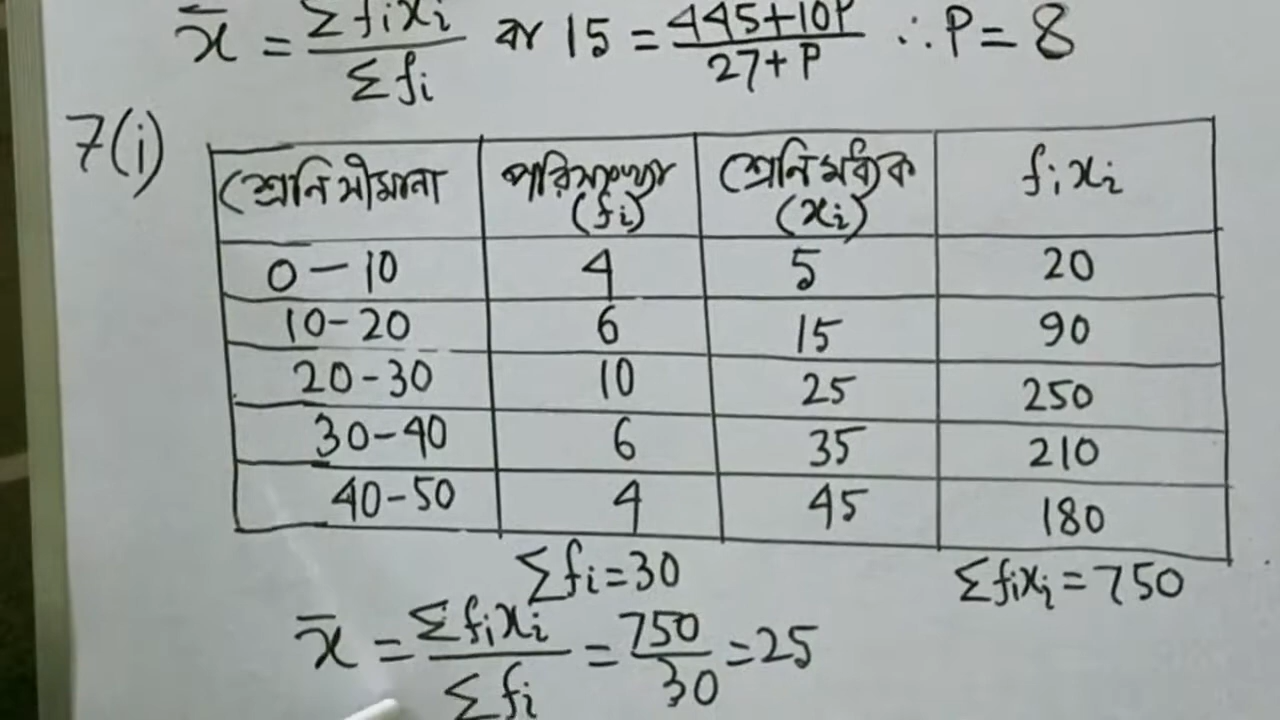 x̄ = Σfixi / Σfi বা 15 = 445+10P / 27+P ∴ P = 8
7(i)
শ্রেনি সীমানা পরিসংখ্যা (fi) শ্রেনি মধ্যক (xi) fixi
0-10 4 5 20
10-20 6 15 90
20-30 10 25 250
30-40 6 35 210
40-50 4 45 180
Σfi=30 Σfixi=750
x̄ = Σfixi / Σfi = 750 / 30 = 25